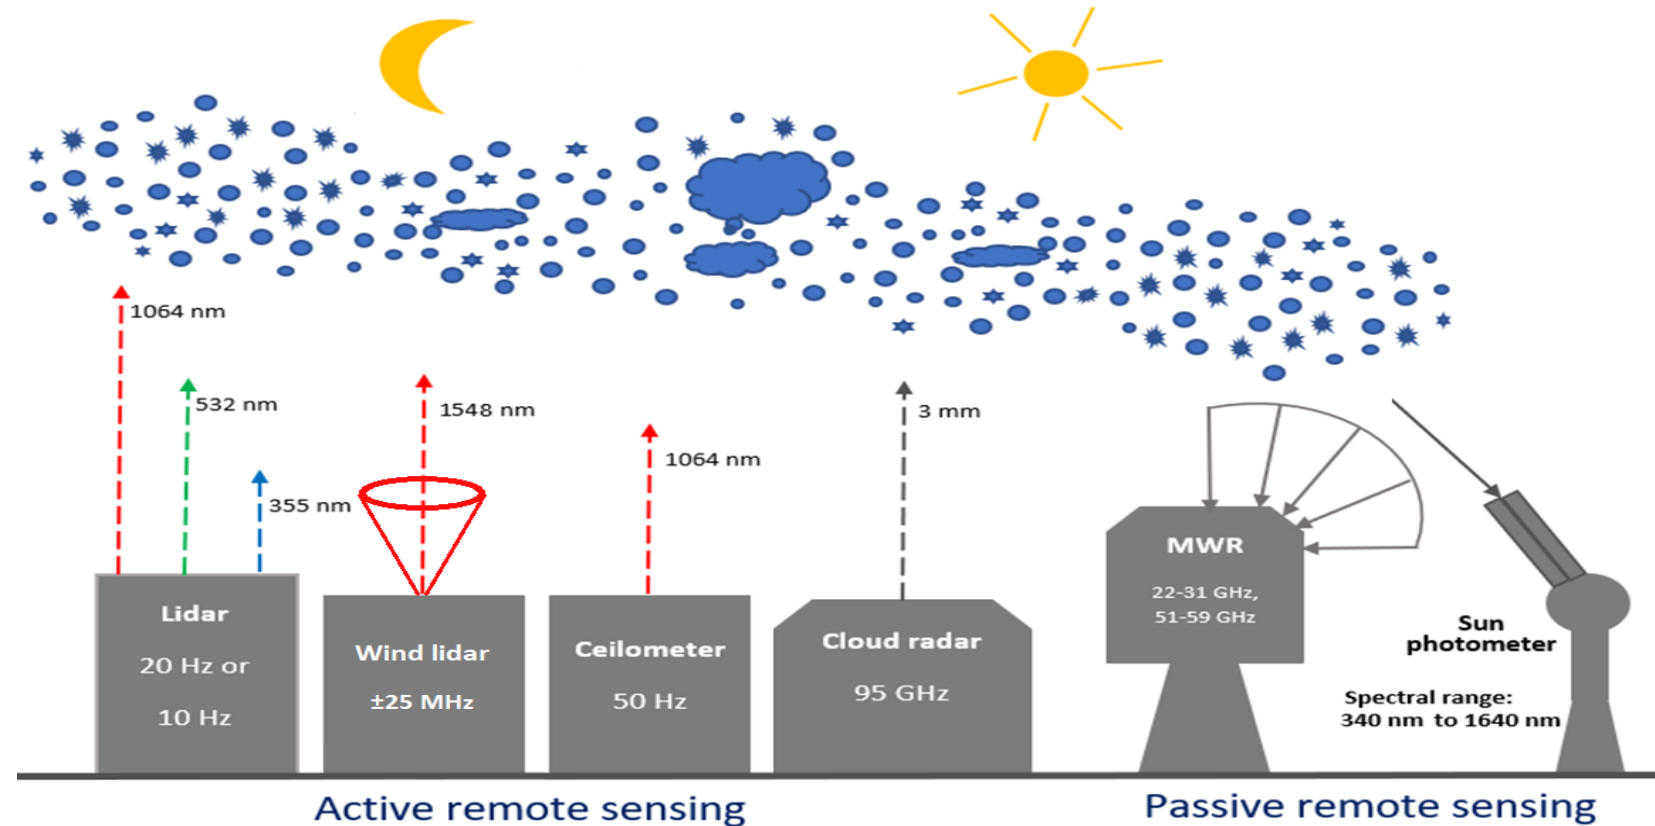 1064 nm
532 nm
355 nm
1548 nm
1064 nm
3 mm
Lidar
20 Hz or
10 Hz
Wind lidar
±25 MHz
Ceilometer
50 Hz
Cloud radar
95 GHz
MWR
22-31 GHz,
51-59 GHz
Sun
photometer
Spectral range:
340 nm to 1640 nm
Active remote sensing
Passive remote sensing